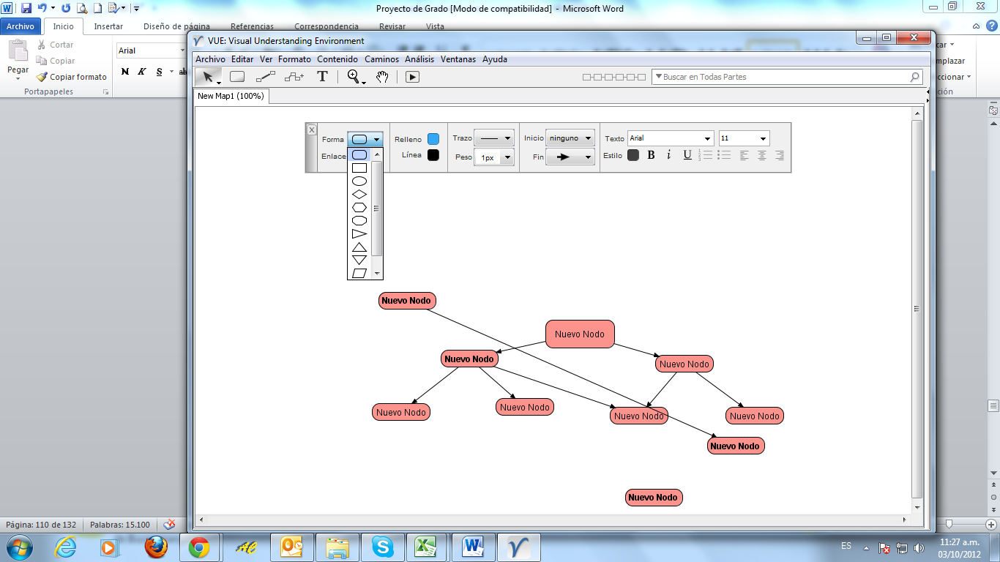 Proyecto de Grado [Modo de compatibilidad] - Microsoft Word
Archivo Inicio Insertar Diseño de página Referencias Correspondencia Revisar Vista
Pegar
Cortar
Copiar
Copiar formato
Portapapeles
Arial
N K S
VUE: Visual Understanding Environment
Archivo Editar Ver Formato Contenido Caminos Análisis Ventanas Ayuda
T
Buscar en Todas Partes
New Map1 (100%)
Forma Relleno Trazo Inicio ninguno Texto Arial 11
Enlace Línea Peso 1px Fin Estilo B i U
Nuevo Nodo
Nuevo Nodo
Nuevo Nodo
Nuevo Nodo
Nuevo Nodo
Nuevo Nodo
Nuevo Nodo
Nuevo Nodo
Nuevo Nodo
Nuevo Nodo
Página: 110 de 132 Palabras: 15.100
ES
11:27 a.m.
03/10/2012